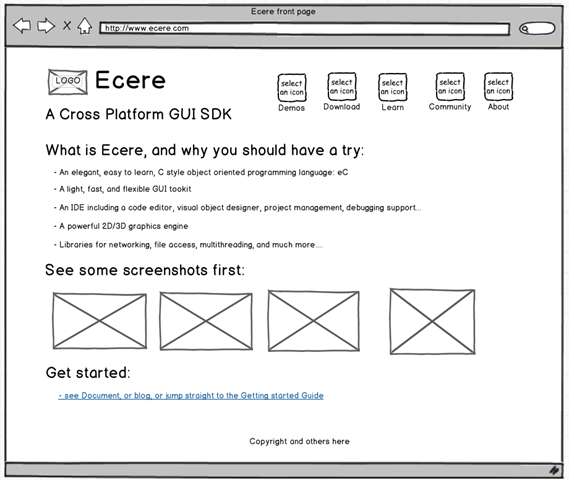 Ecere front page
X
http://www.ecere.com
LOGO
Ecere
select
an icon
select
an icon
select
an icon
select
an icon
select
an icon
Demos
Download
Learn
Community
About
A Cross Platform GUI SDK
What is Ecere, and why you should have a try:
- An elegant, easy to learn, C style object oriented programming language: eC
- A light, fast, and flexible GUI tookit
- An IDE including a code editor, visual object designer, project management, debugging support...
- A powerful 2D/3D graphics engine
- Libraries for networking, file access, multithreading, and much more....
See some screenshots first:
Get started:
- see Document, or blog, or jump straight to the Getting started Guide
Copyright and others here